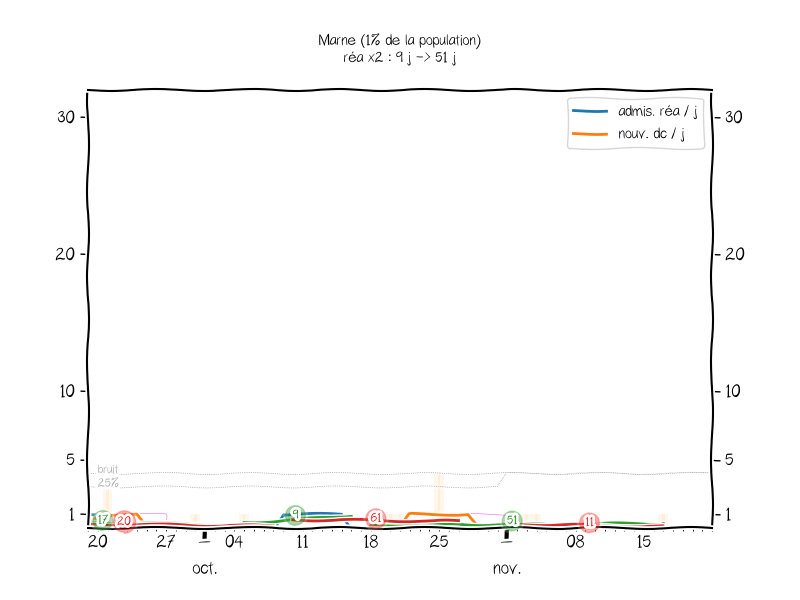 Marne (1% de la population)
réa x2 : 9 j -> 51 j
admis. réa / j
nouv. dc / j
30 30
20 20
10 10
5 5
bruit
25%
1 1
17 20 9 61 51 11
20 27 04 11 18 25 08 15
oct. nov.